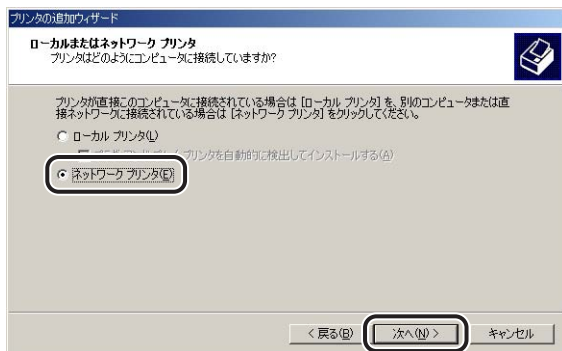 プリンタの追加ウィザード
ローカルまたはネットワーク プリンタ
プリンタはどのようにコンピュータに接続していますか?
プリンタが直接このコンピュータに接続されている場合は [ローカル プリンタ] を、別のコンピュータまたは直
接ネットワークに接続されている場合は [ネットワーク プリンタ] をクリックしてください。
ローカル プリンタ(L)
プリンタを自動的に検出してインストールする(A)
ネットワーク プリンタ(E)
< 戻る(B)
次へ(N) >
キャンセル